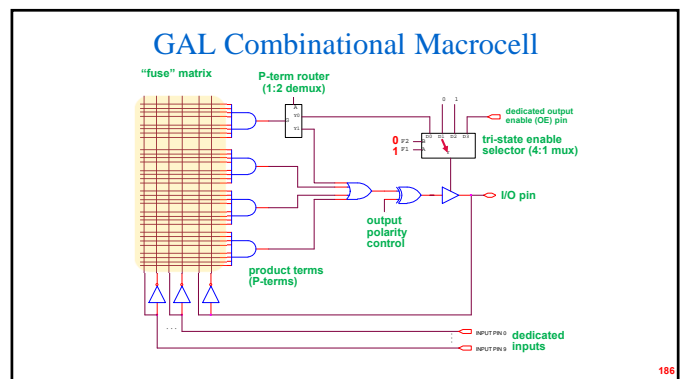 GAL Combinational Macrocell
"fuse" matrix
P-term router
(1:2 demux)
A
G
Y0
Y1
0 1
dedicated output
enable (OE) pin
D0 D1 D2 D3
0 F2 B
1 F1 A
tri-state enable
selector (4:1 mux)
I/O pin
output
polarity
control
product terms
(P-terms)
. . .
INPUT PIN 0
dedicated
inputs
INPUT PIN 9
186